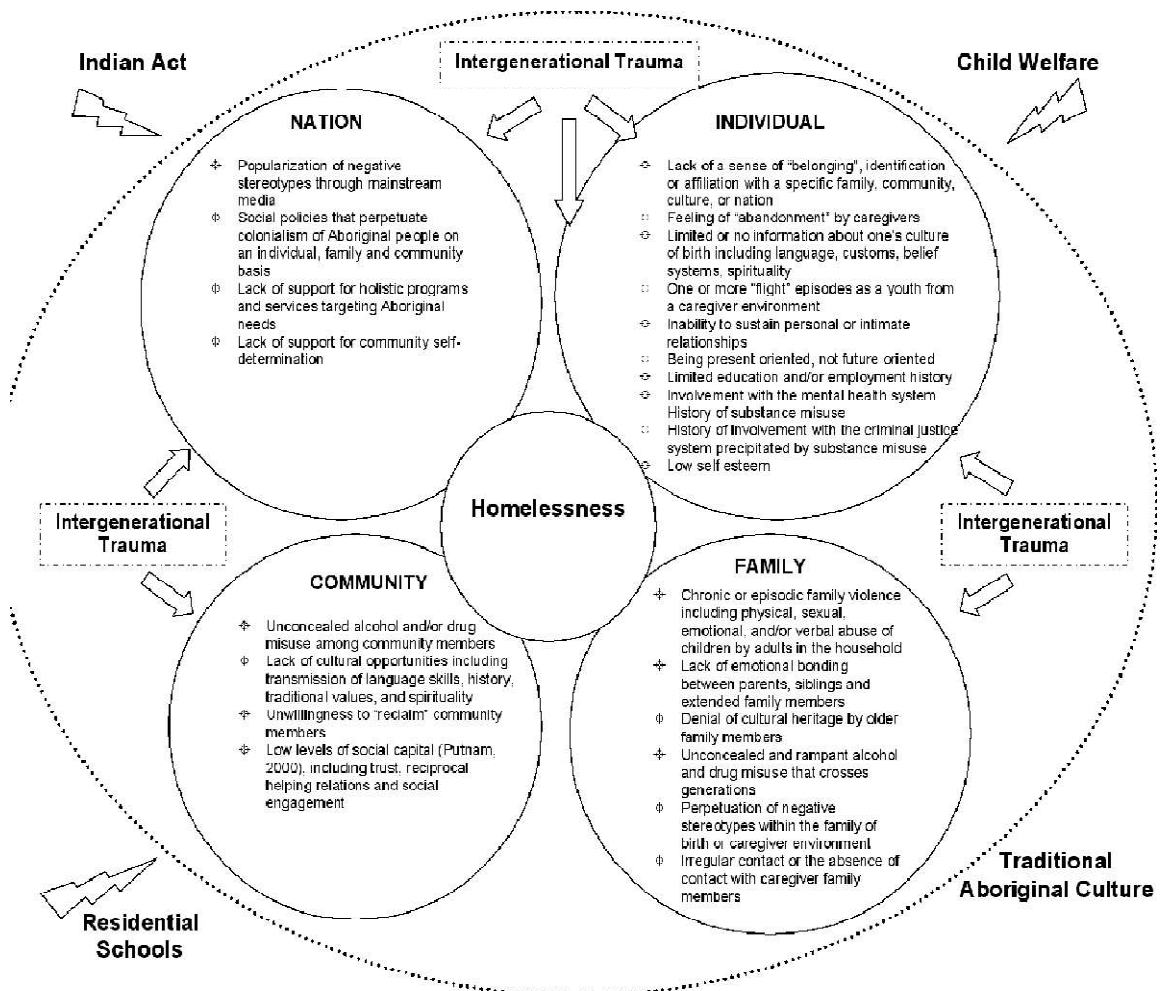 Indian Act
Intergenerational Trauma
Child Welfare
NATION
Popularization of negative
stereotypes through mainstream
media
Social policies that perpetuate
colonialism of Aboriginal people on
an individual, family and community
basis
Lack of support for holistic programs
and services targeting Aboriginal
needs
Lack of support for community self-
determination
INDIVIDUAL
Lack of a sense of "belonging", identification
or affiliation with a specific family, community,
culture, or nation
Feeling of "abandonment" by caregivers
Limited or no information about one's culture
of birth including language, customs, belief
systems, spirituality
One or more "flight" episodes as a youth from
a caregiver environment
Inability to sustain personal or intimate
relationships
Being present oriented, not future oriented
Limited education and/or employment history
Involvement with the mental health system
History of substance misuse
History of involvement with the criminal justice
system precipitated by substance misuse
Low self esteem
Intergenerational
Trauma
Homelessness
Intergenerational
Trauma
COMMUNITY
Unconcealed alcohol and/or drug
misuse among community members
Lack of cultural opportunities including
transmission of language skills, history,
traditional values, and spirituality
Unwillingness to "reclaim" community
members
Low levels of social capital (Putnam,
2000), including trust, reciprocal
helping relations and social
engagement
FAMILY
Chronic or episodic family violence
including physical, sexual,
emotional, and/or verbal abuse of
children by adults in the household
Lack of emotional bonding
between parents, siblings and
extended family members
Denial of cultural heritage by older
family members
Unconcealed and rampant alcohol
and drug misuse that crosses
generations
Perpetuation of negative
stereotypes within the family of
birth or caregiver environment
Irregular contact or the absence of
contact with caregiver family
members
Residential
Schools
Traditional
Aboriginal Culture